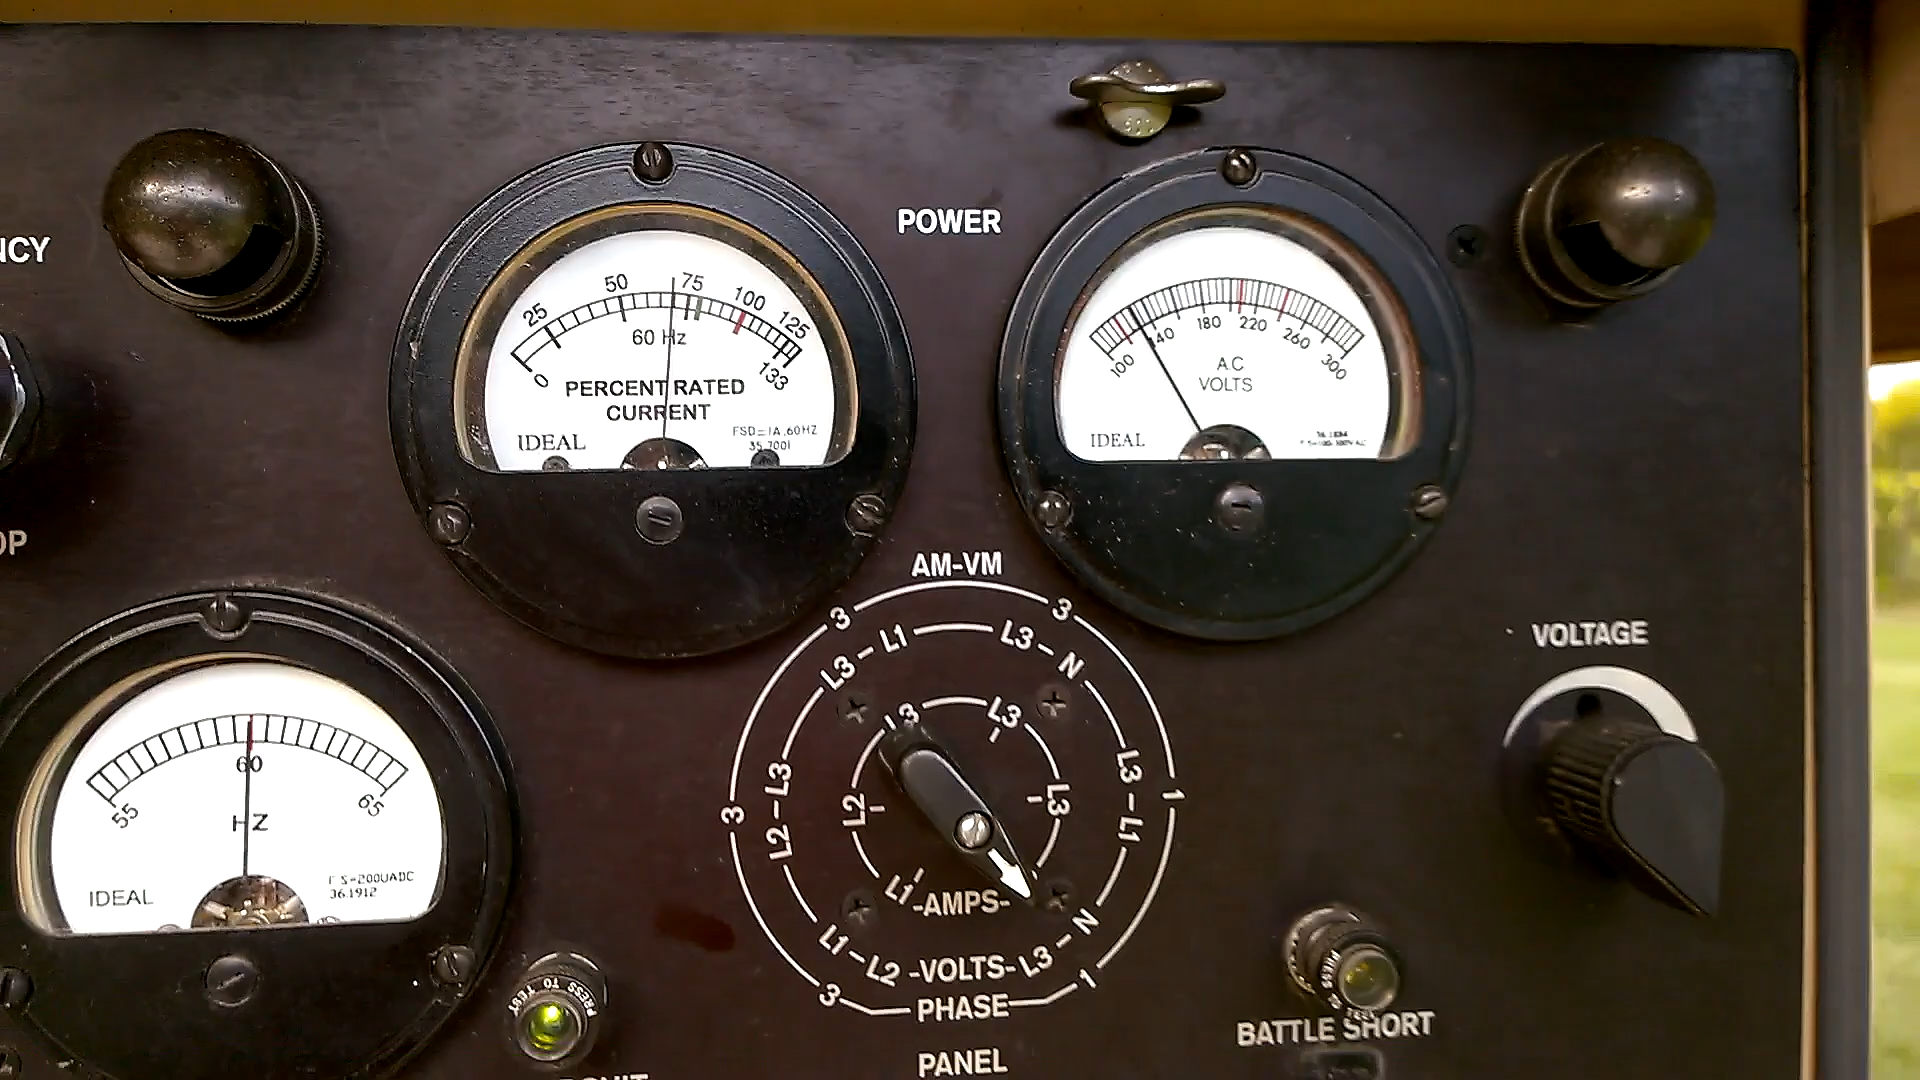 NCY
OP
POWER
0 25 50 75 100 125 133
60 Hz
PERCENT RATED
CURRENT
IDEAL
FSD=1A,60HZ
35.7001
100 140 180 220 260 300
A.C
VOLTS
IDEAL
AM-VM
3 3
L3-L1 L3-N
L3 L3
3 L2-L3 L2 L3 L3-L1 1
L1 -AMPS-
L1-L2 -VOLTS- L3-N
3 PHASE 1
PANEL
VOLTAGE
55 60 65
HZ
IDEAL
36.1912
PRESS TO TEST
BATTLE SHORT